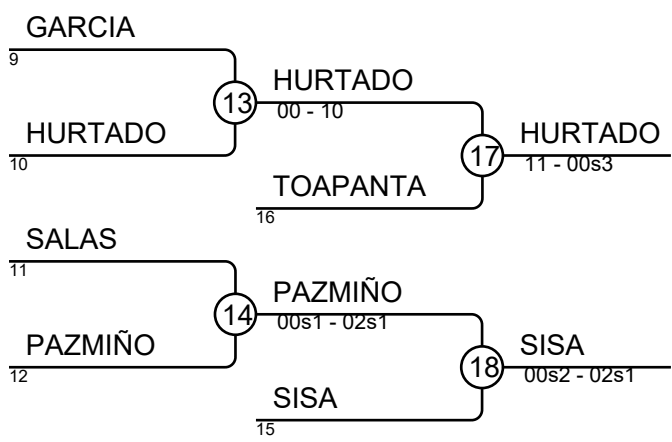 GARCIA
9
13
HURTADO
00 - 10
HURTADO
10
17
HURTADO
11 - 00s3
TOAPANTA
16
SALAS
11
14
PAZMIÑO
00s1 - 02s1
PAZMIÑO
12
18
SISA
00s2 - 02s1
SISA
15